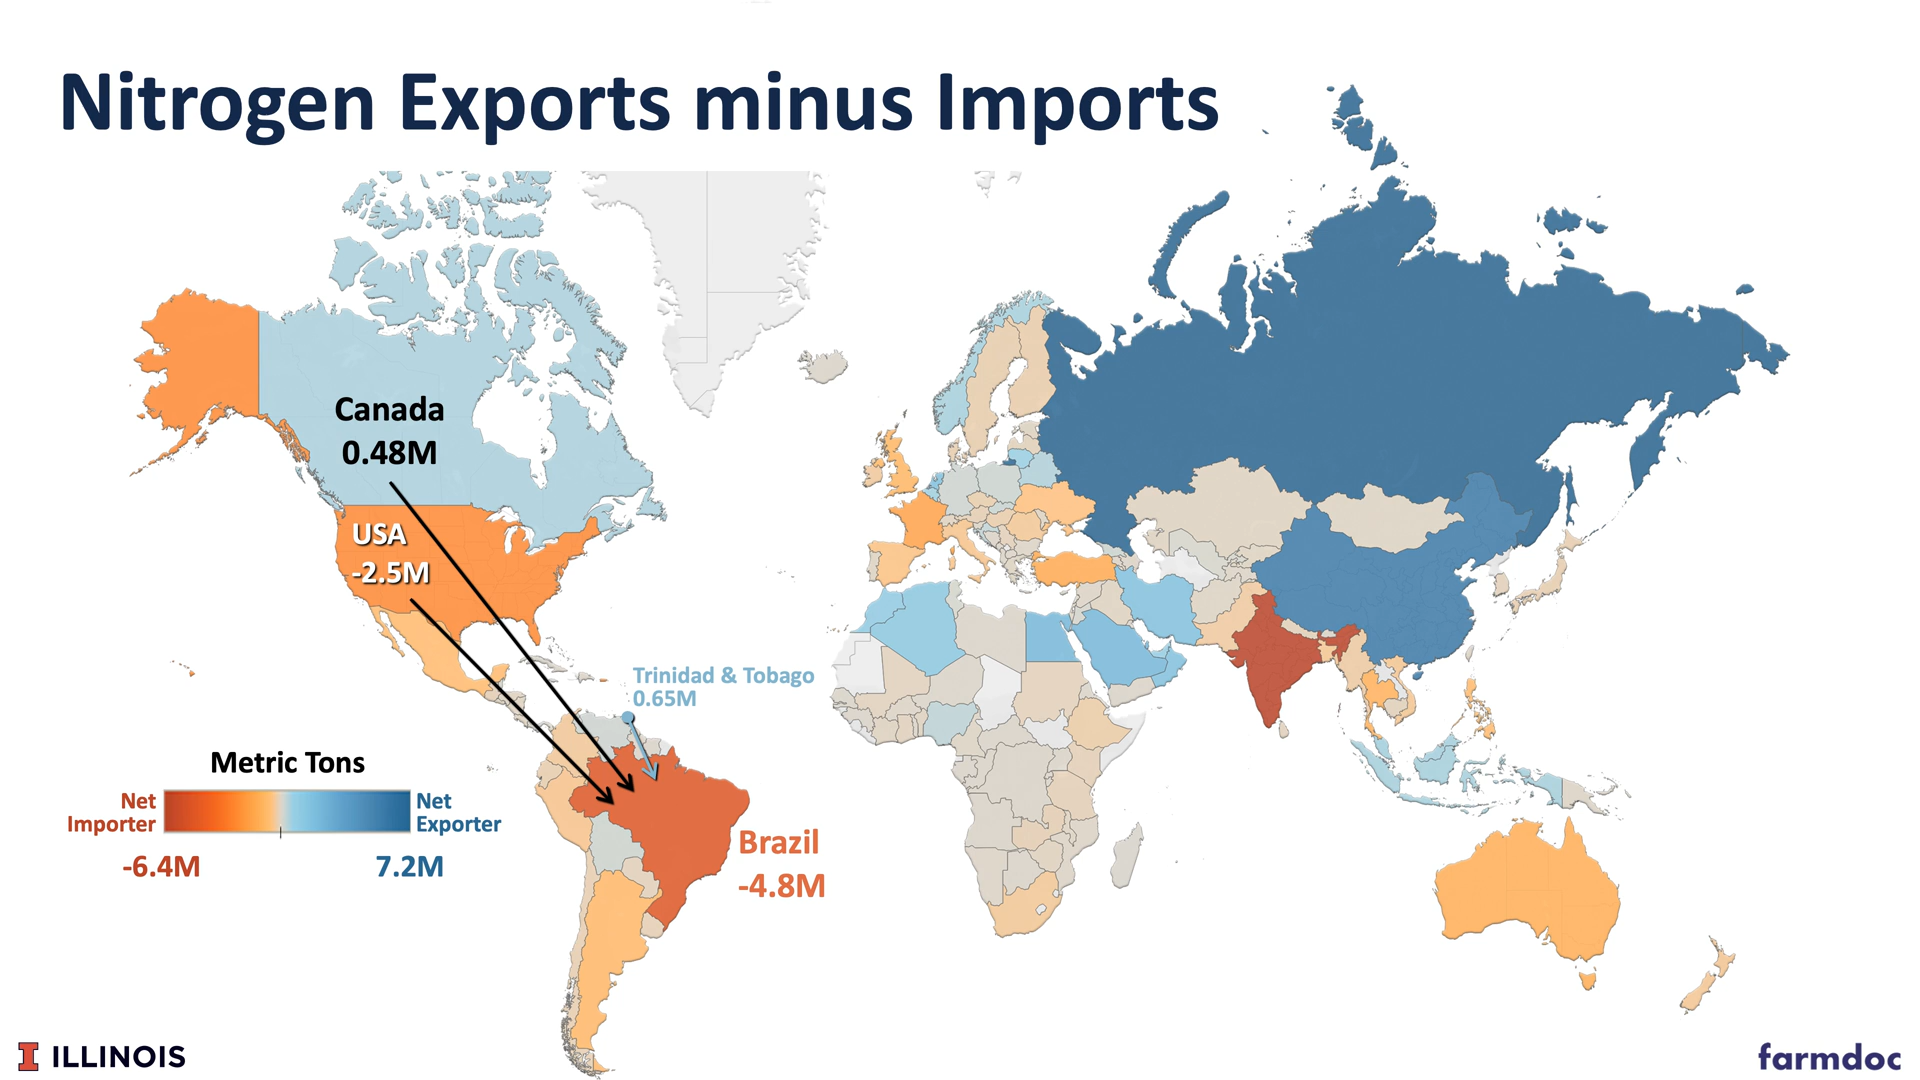 Nitrogen Exports minus Imports
Canada
0.48M
USA
-2.5M
Trinidad & Tobago
0.65M
Metric Tons
Net
Importer
Net
Exporter
-6.4M
7.2M
Brazil
-4.8M
I ILLINOIS
farmdoc